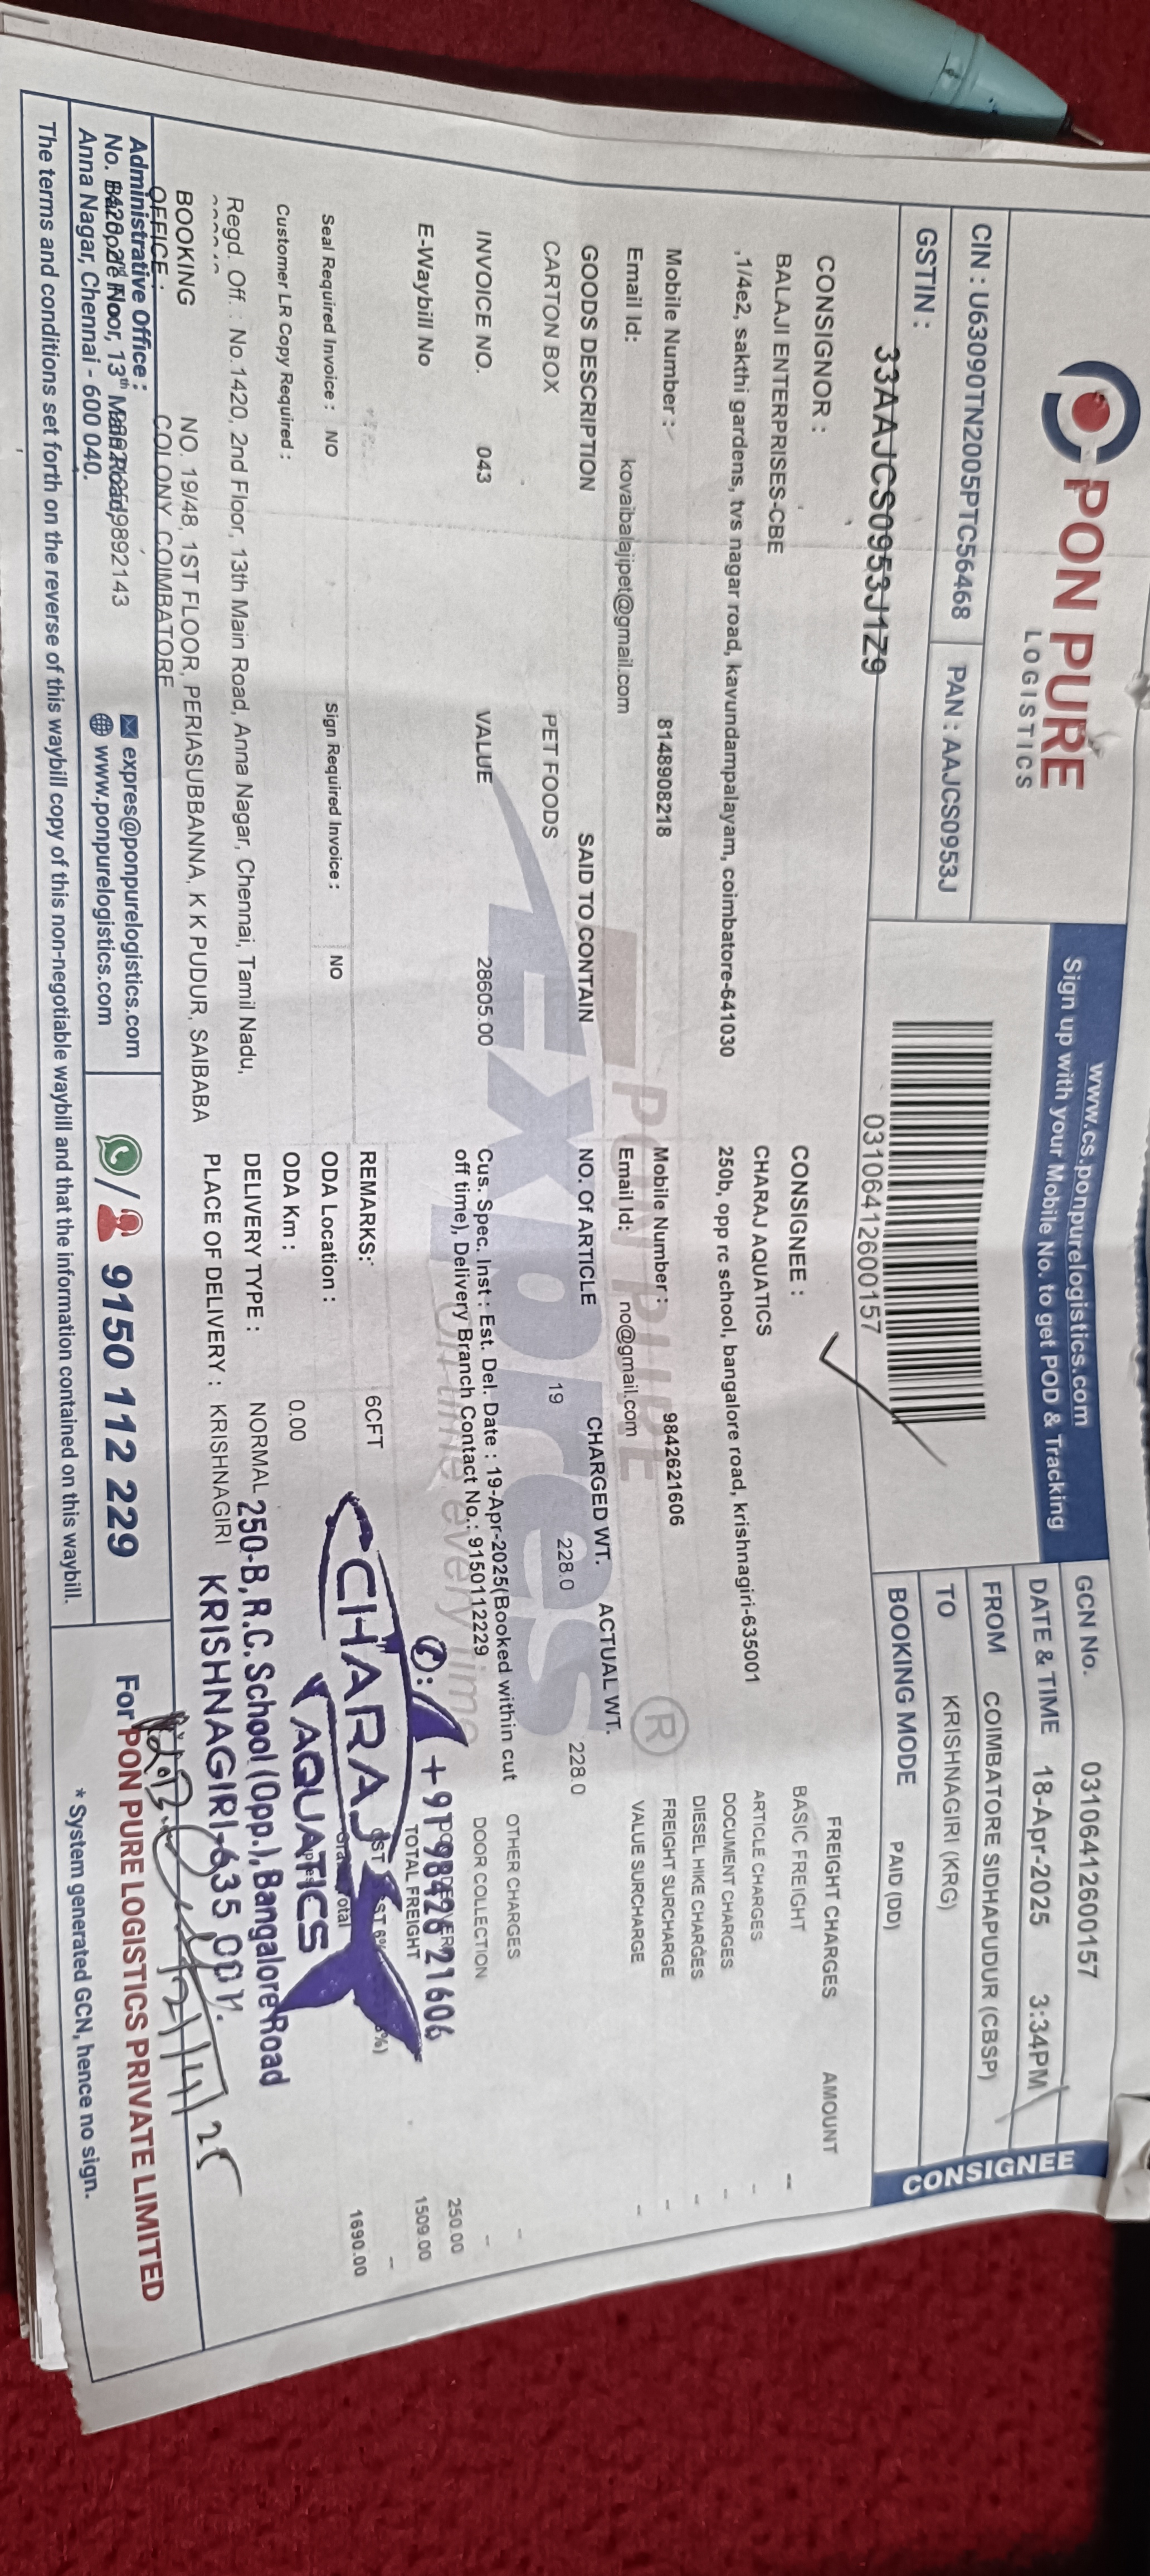 PON PURE
LOGISTICS
CIN : U63090TN2005PTC56468
PAN : AAJCS0953J
GSTIN :
33AAJCS0953J1Z9
www.cs.ponpurelogistics.com
Sign up with your Mobile No. to get POD & Tracking
03106412600157
GCN No. 03106412600157
DATE & TIME 18-Apr-2025 3:34PM
FROM COIMBATORE SIDHAPUDUR (CBSP)
TO KRISHNAGIRI (KRG)
BOOKING MODE PAID (DD)
CONSIGNEE
CONSIGNOR :
BALAJI ENTERPRISES-CBE
,1/4e2, sakthi gardens, tvs nagar road, kavundampalayam, coimbatore-641030
Mobile Number : 8148908218
Email Id: kovaibalajipet@gmail.com
CONSIGNEE :
CHARAJ AQUATICS
250b, opp rc school, bangalore road, krishnagiri-635001
Mobile Number : 9842621606
Email Id: no@gmail.com
FREIGHT CHARGES AMOUNT
BASIC FREIGHT --
ARTICLE CHARGES -
DOCUMENT CHARGES -
DIESEL HIKE CHARGES -
FREIGHT SURCHARGE -
VALUE SURCHARGE -
OTHER CHARGES -
DOOR COLLECTION -
250.00
TOTAL FREIGHT 1509.00
--
1690.00
GOODS DESCRIPTION SAID TO CONTAIN NO. Of ARTICLE CHARGED WT. ACTUAL WT.
CARTON BOX PET FOODS 19 228.0 228.0
INVOICE NO. 043 VALUE 28605.00
Cus. Spec. Inst : Est. Del. Date : 19-Apr-2025(Booked within cut
off time), Delivery Branch Contact No.: 9150112229
E-Waybill No
PON PURE
Expres
On time every time
®
REMARKS: 6CFT
Seal Required Invoice : NO Sign Required Invoice : NO
ODA Location :
Customer LR Copy Required :
ODA Km : 0.00
Regd. Off. : No.1420, 2nd Floor, 13th Main Road, Anna Nagar, Chennai, Tamil Nadu,
DELIVERY TYPE : NORMAL
BOOKING OFFICE : NO. 19/48, 1ST FLOOR, PERIASUBBANNA, K K PUDUR, SAIBABA
COLONY COIMBATORE
PLACE OF DELIVERY : KRISHNAGIRI
✆: +91 98426 21606
CHARAJ
AQUATICS
250-B, R.C. School (Opp.), Bangalore Road
KRISHNAGIRI-635 001.
Administrative Office :
13th Main Road,
Anna Nagar, Chennai - 600 040.
expres@ponpurelogistics.com
www.ponpurelogistics.com
/ 9150 112 229
For PON PURE LOGISTICS PRIVATE LIMITED
The terms and conditions set forth on the reverse of this waybill copy of this non-negotiable waybill and that the information contained on this waybill.
* System generated GCN, hence no sign.